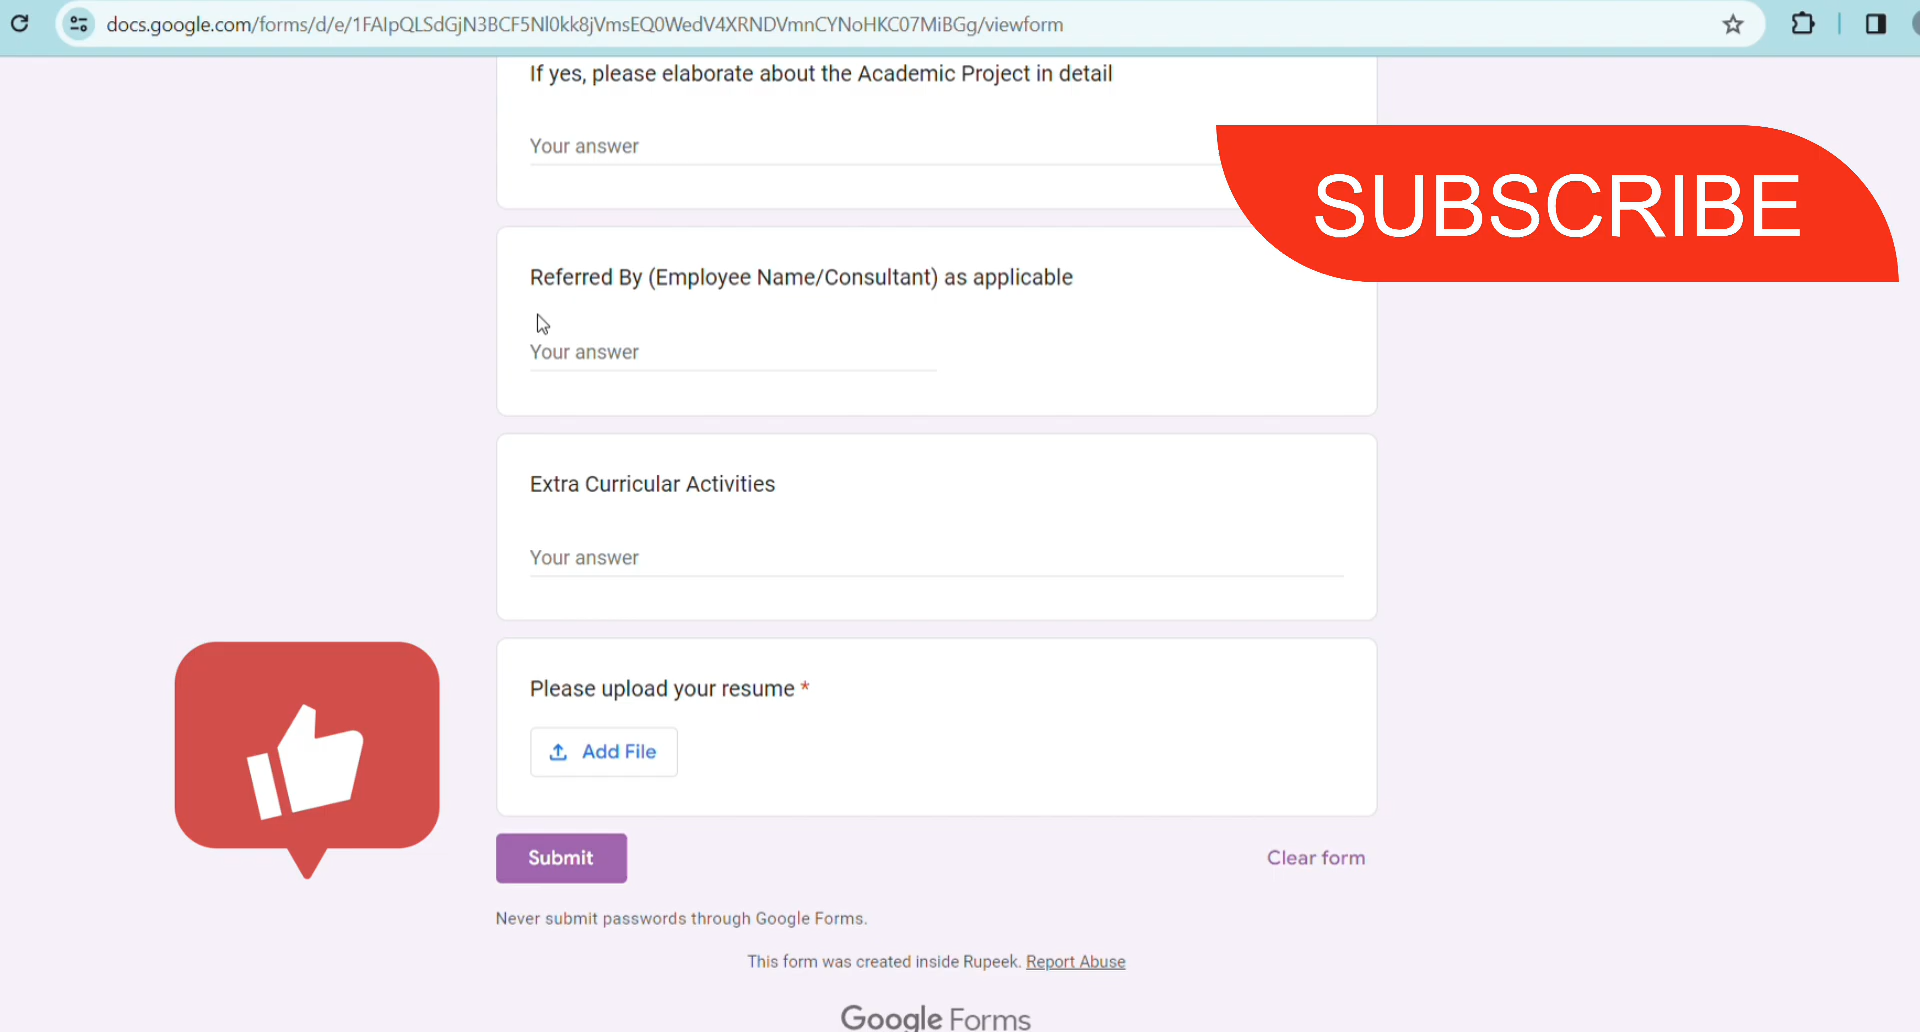 docs.google.com/forms/d/e/1FAIpQLSdGjN3BCF5Nl0kk8jVmsEQ0WedV4XRNDVmnCYNoHKC07MiBGg/viewform
If yes, please elaborate about the Academic Project in detail
Your answer
SUBSCRIBE
Referred By (Employee Name/Consultant) as applicable
Your answer
Extra Curricular Activities
Your answer
Please upload your resume *
Add File
Submit
Clear form
Never submit passwords through Google Forms.
This form was created inside Rupeek. Report Abuse
Google Forms